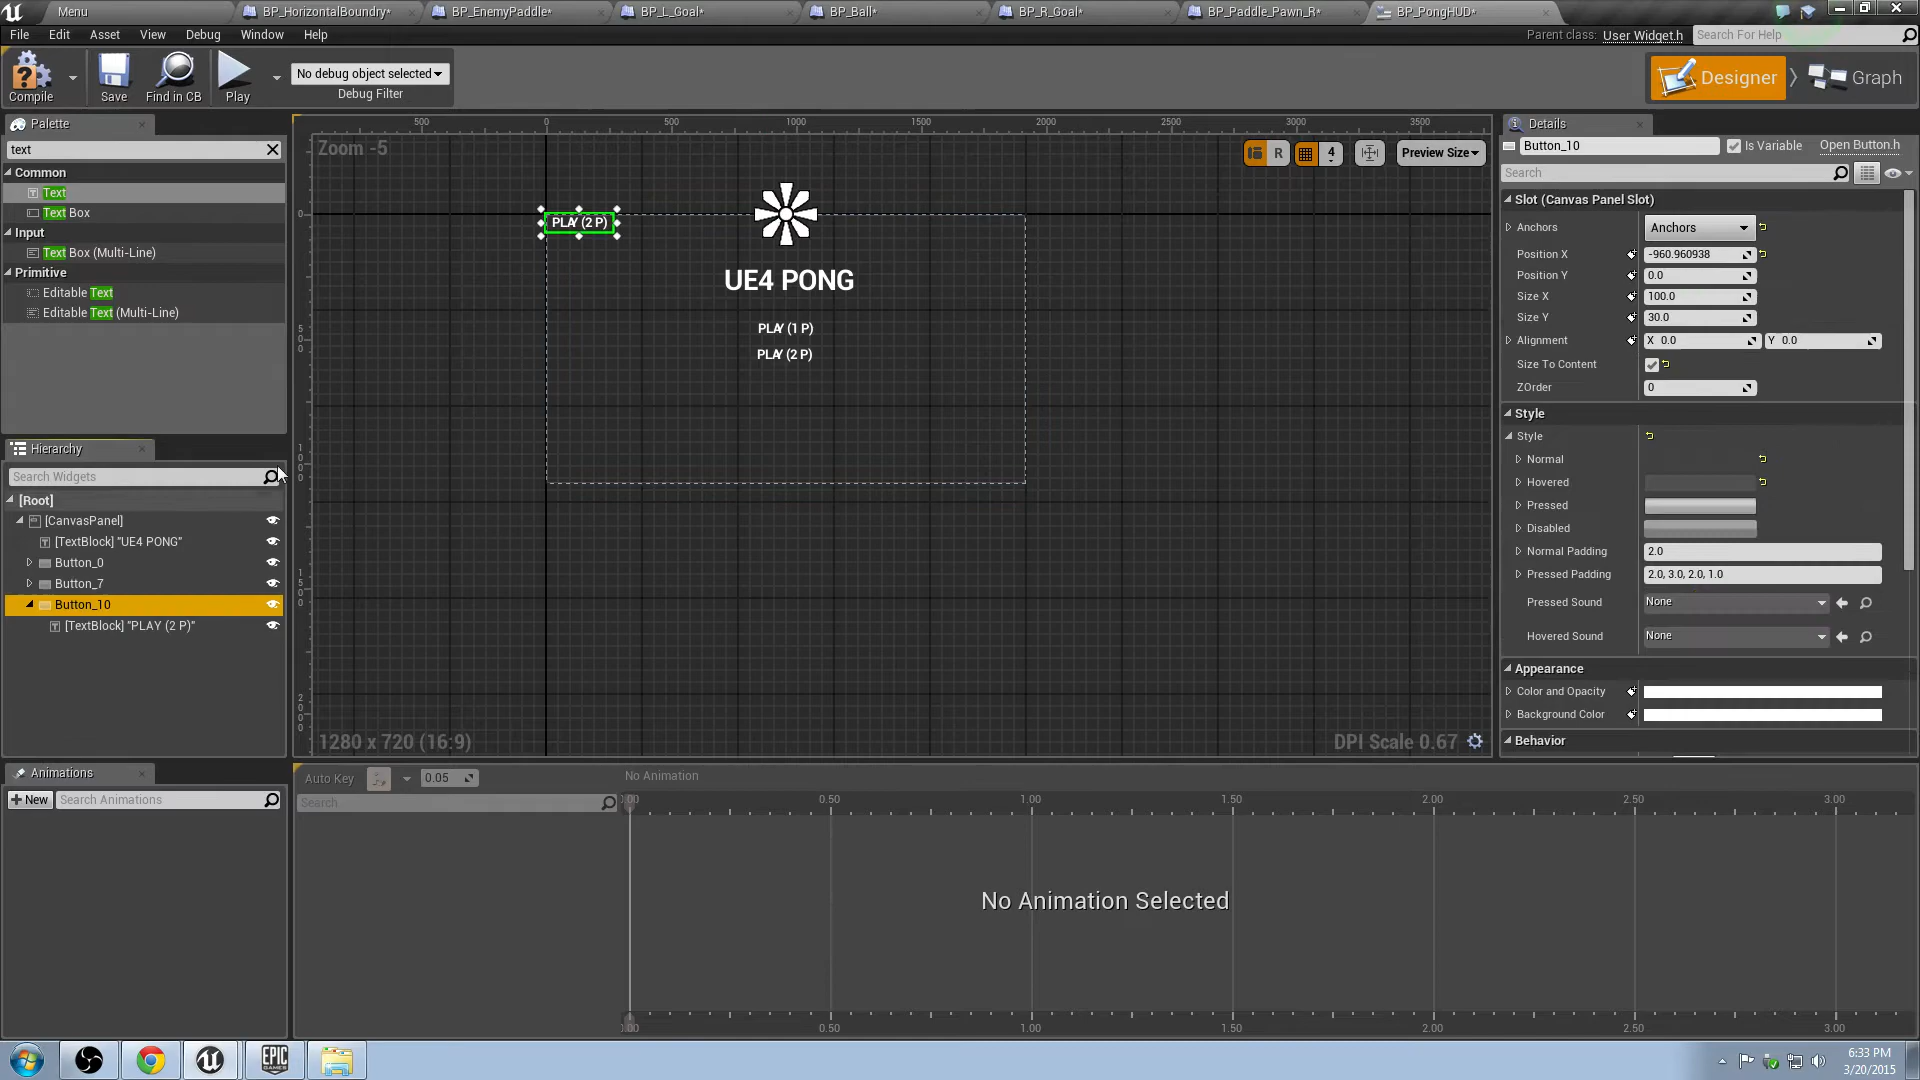 Menu
BP_HorizontalBoundry*
BP_EnemyPaddle*
BP_L_Goal*
BP_Ball*
BP_R_Goal*
BP_Paddle_Pawn_R*
BP_PongHUD*
File Edit Asset View Debug Window Help
Parent class: User Widget.h
Search For Help
Compile
Save
Find in CB
Play
No debug object selected
Debug Filter
Designer
Graph
Palette
text
Common
Text
Text Box
Input
Text Box (Multi-Line)
Primitive
Editable Text
Editable Text (Multi-Line)
Hierarchy
Search Widgets
[Root]
[CanvasPanel]
[TextBlock] "UE4 PONG"
Button_0
Button_7
Button_10
[TextBlock] "PLAY (2 P)"
Animations
New
Search Animations
500 0 500 1000 1500 2000 2500 3000 3500
Zoom -5
R
4
Preview Size
0
500
1000
1500
2000
PLAY (2 P)
UE4 PONG
PLAY (1 P)
PLAY (2 P)
1280 x 720 (16:9)
DPI Scale 0.67
Auto Key
0.05
No Animation
Search
0.00 0.50 1.00 1.50 2.00 2.50 3.00
No Animation Selected
0.00 0.50 1.00 1.50 2.00 2.50 3.00
Details
Button_10
Is Variable
Open Button.h
Search
Slot (Canvas Panel Slot)
Anchors
Anchors
Position X
-960.960938
Position Y
0.0
Size X
100.0
Size Y
30.0
Alignment
X 0.0
Y 0.0
Size To Content
ZOrder
0
Style
Style
Normal
Hovered
Pressed
Disabled
Normal Padding
2.0
Pressed Padding
2.0, 3.0, 2.0, 1.0
Pressed Sound
None
Hovered Sound
None
Appearance
Color and Opacity
Background Color
Behavior
EPIC
GAMES
6:33 PM
3/20/2015